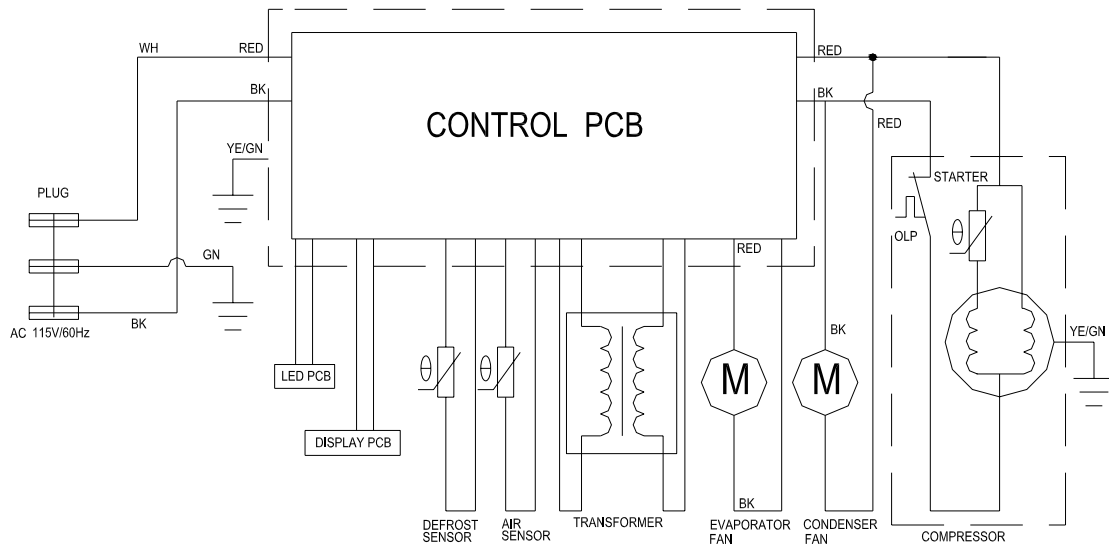 WH
RED
RED
BK
BK
CONTROL PCB
RED
YE/GN
PLUG
STARTER
OLP
θ
GN
RED
AC 115V/60Hz
BK
BK
YE/GN
θ
θ
M
M
LED PCB
DISPLAY PCB
BK
DEFROST
SENSOR
AIR
SENSOR
TRANSFORMER
EVAPORATOR
FAN
CONDENSER
FAN
COMPRESSOR